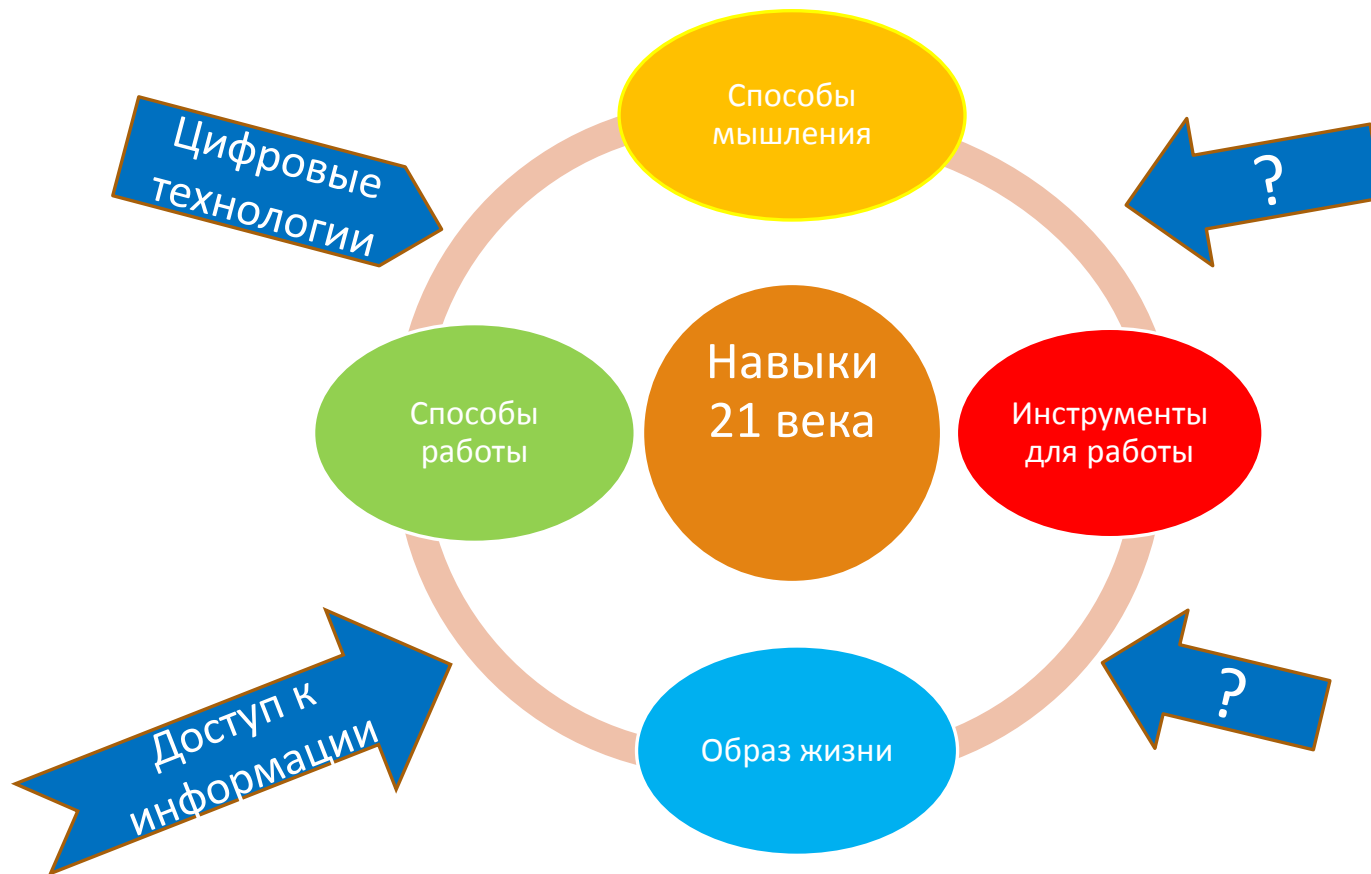 Способы
мышления
Цифровые
технологии
?
Навыки
21 века
Способы
работы
Инструменты
для работы
Доступ к
информации
?
Образ жизни